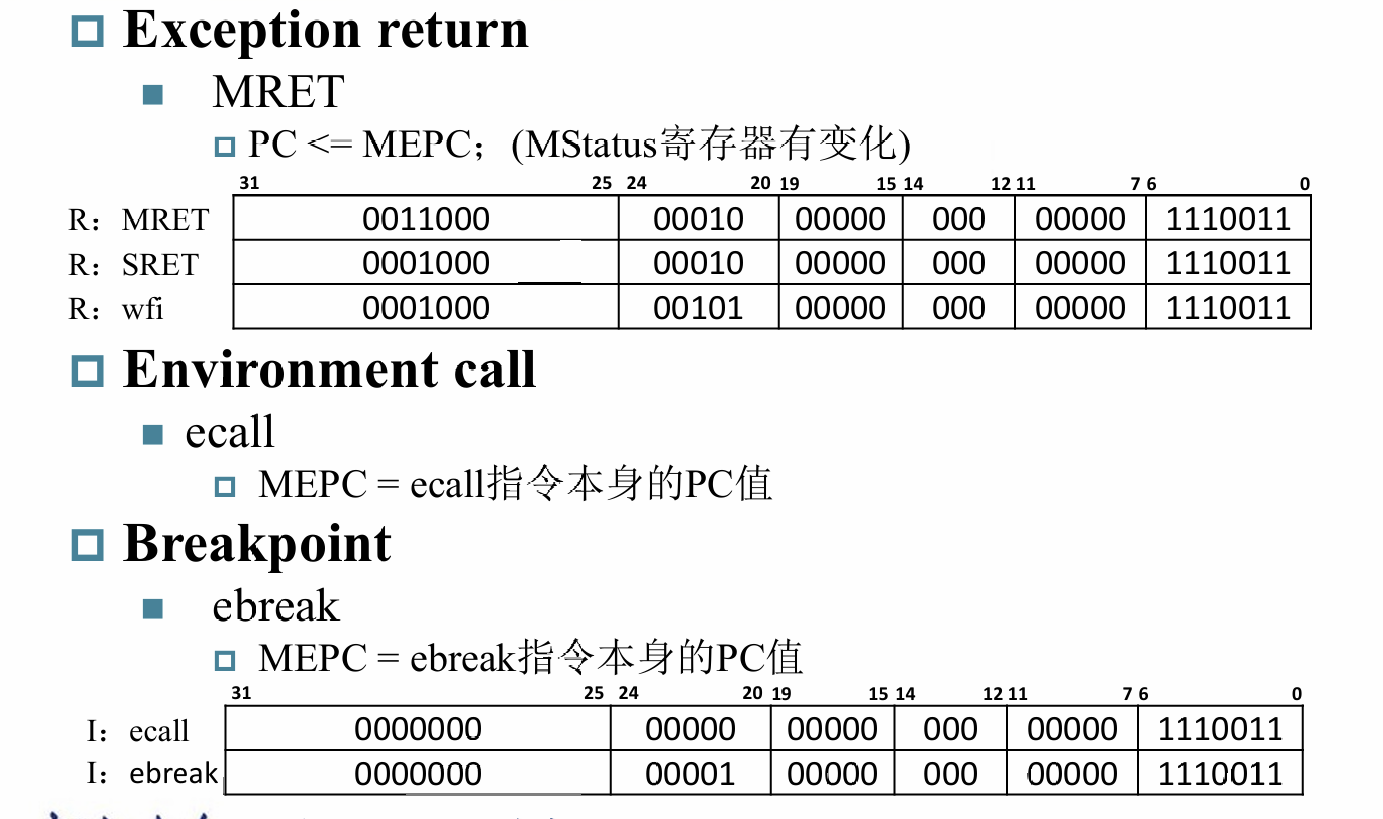 Exception return
MRET
PC <= MEPC；(MStatus寄存器有变化)
31 25 24 20 19 15 14 12 11 7 6 0
R： MRET 0011000 00010 00000 000 00000 1110011
R： SRET 0001000 00010 00000 000 00000 1110011
R： wfi 0001000 00101 00000 000 00000 1110011
Environment call
ecall
MEPC = ecall指令本身的PC值
Breakpoint
ebreak
MEPC = ebreak指令本身的PC值
31 25 24 20 19 15 14 12 11 7 6 0
I： ecall 0000000 00000 00000 000 00000 1110011
I： ebreak 0000000 00001 00000 000 00000 1110011